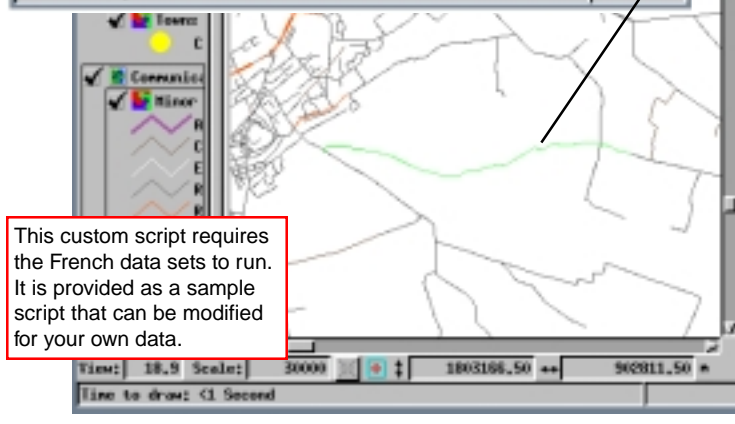 Towns
C
Communica
Minor
R
C
E
R
R
This custom script requires
the French data sets to run.
It is provided as a sample
script that can be modified
for your own data.
View: 18.9 Scale: 30000 1803166.50 902811.50 m
Time to draw: <1 Second